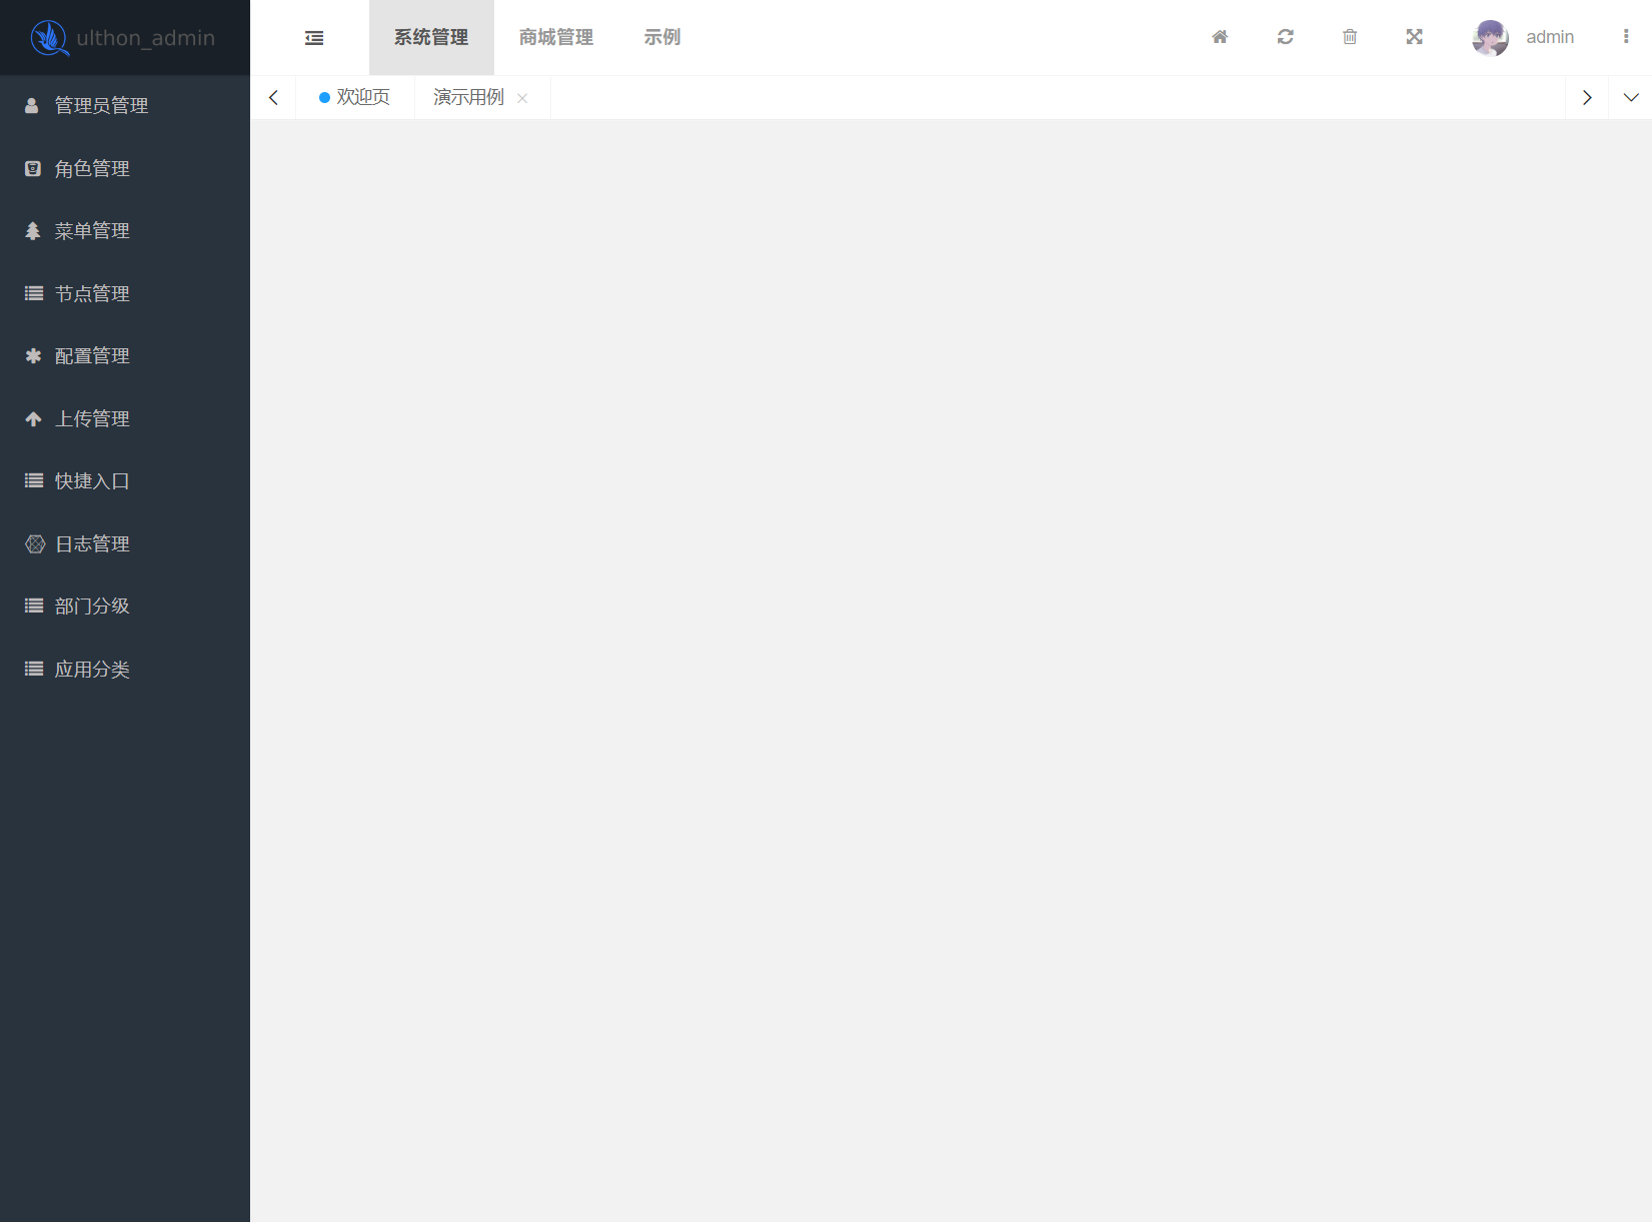 ulthon_admin
系统管理
商城管理
示例
admin
欢迎页
演示用例
管理员管理
角色管理
菜单管理
节点管理
配置管理
上传管理
快捷入口
日志管理
部门分级
应用分类